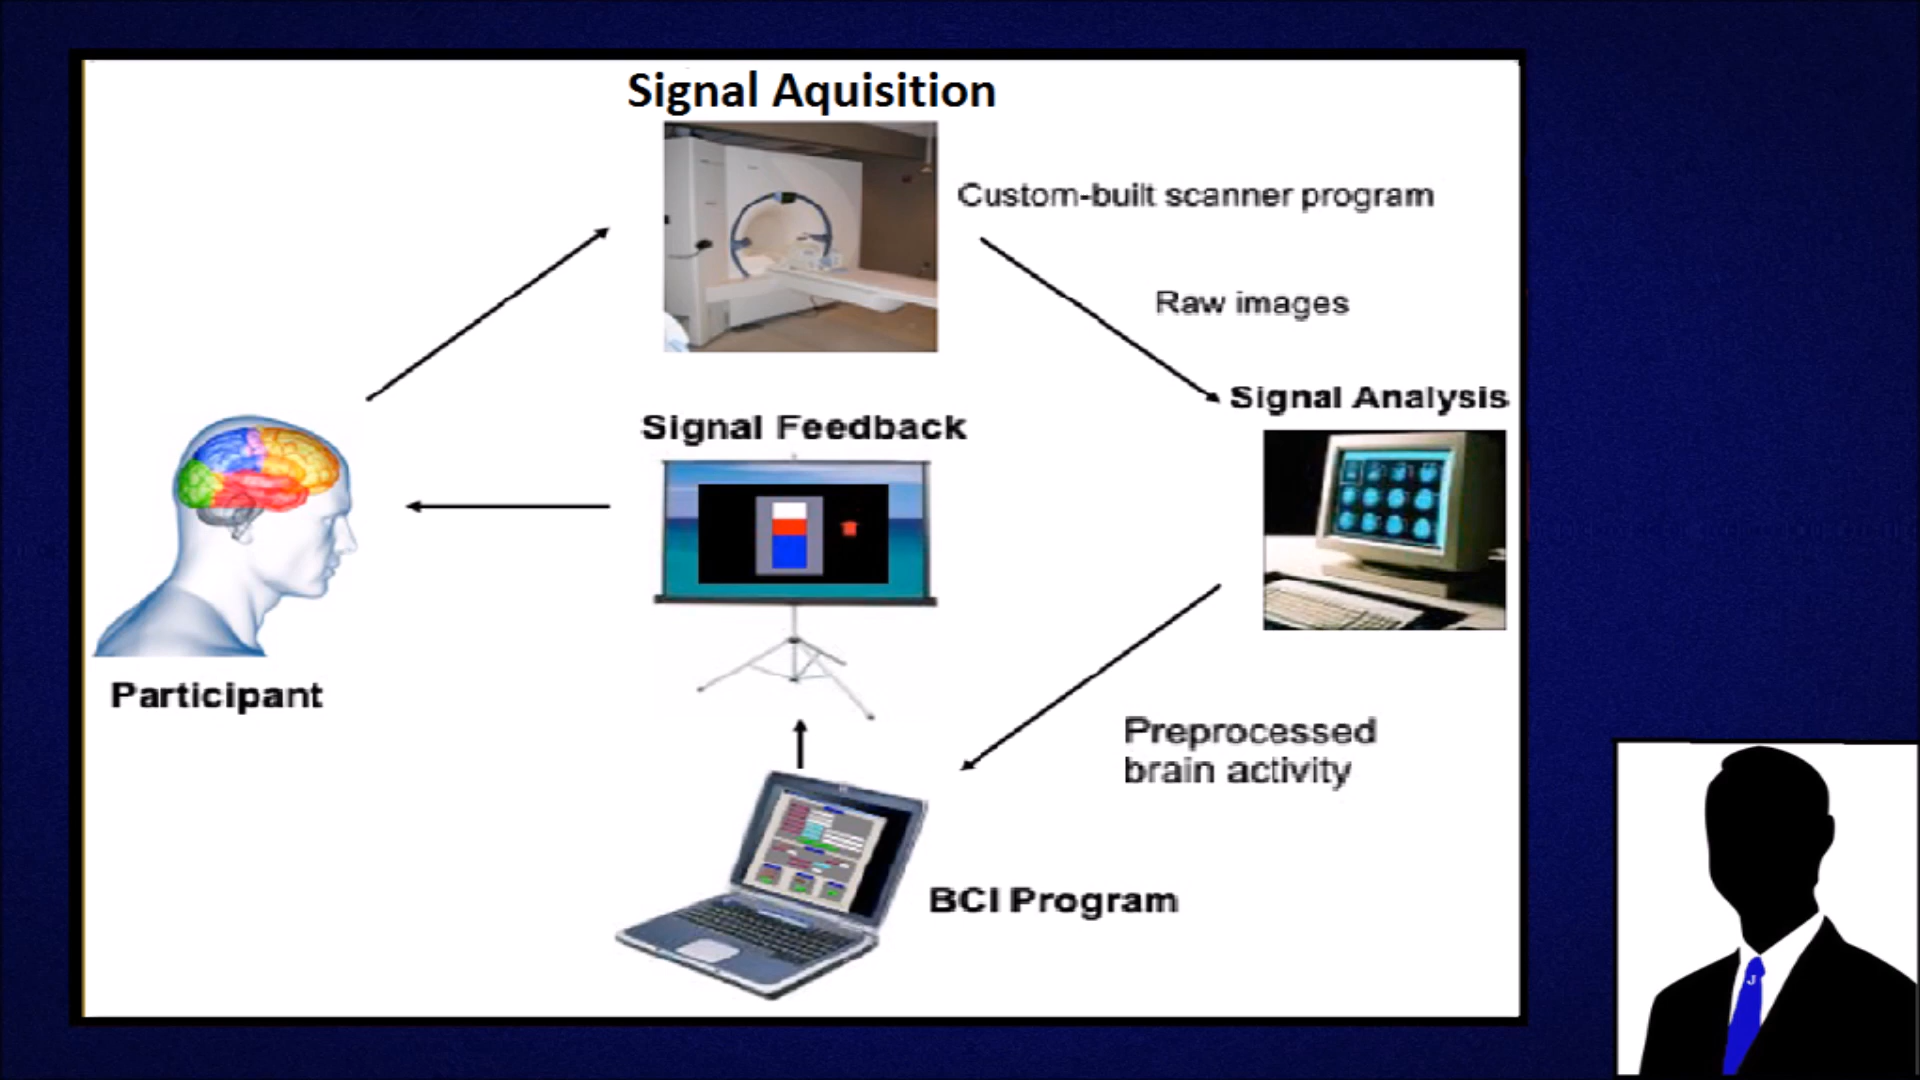 Signal Aquisition
Custom-built scanner program
Raw images
Signal Analysis
Signal Feedback
Participant
Preprocessed
brain activity
BCI Program
J